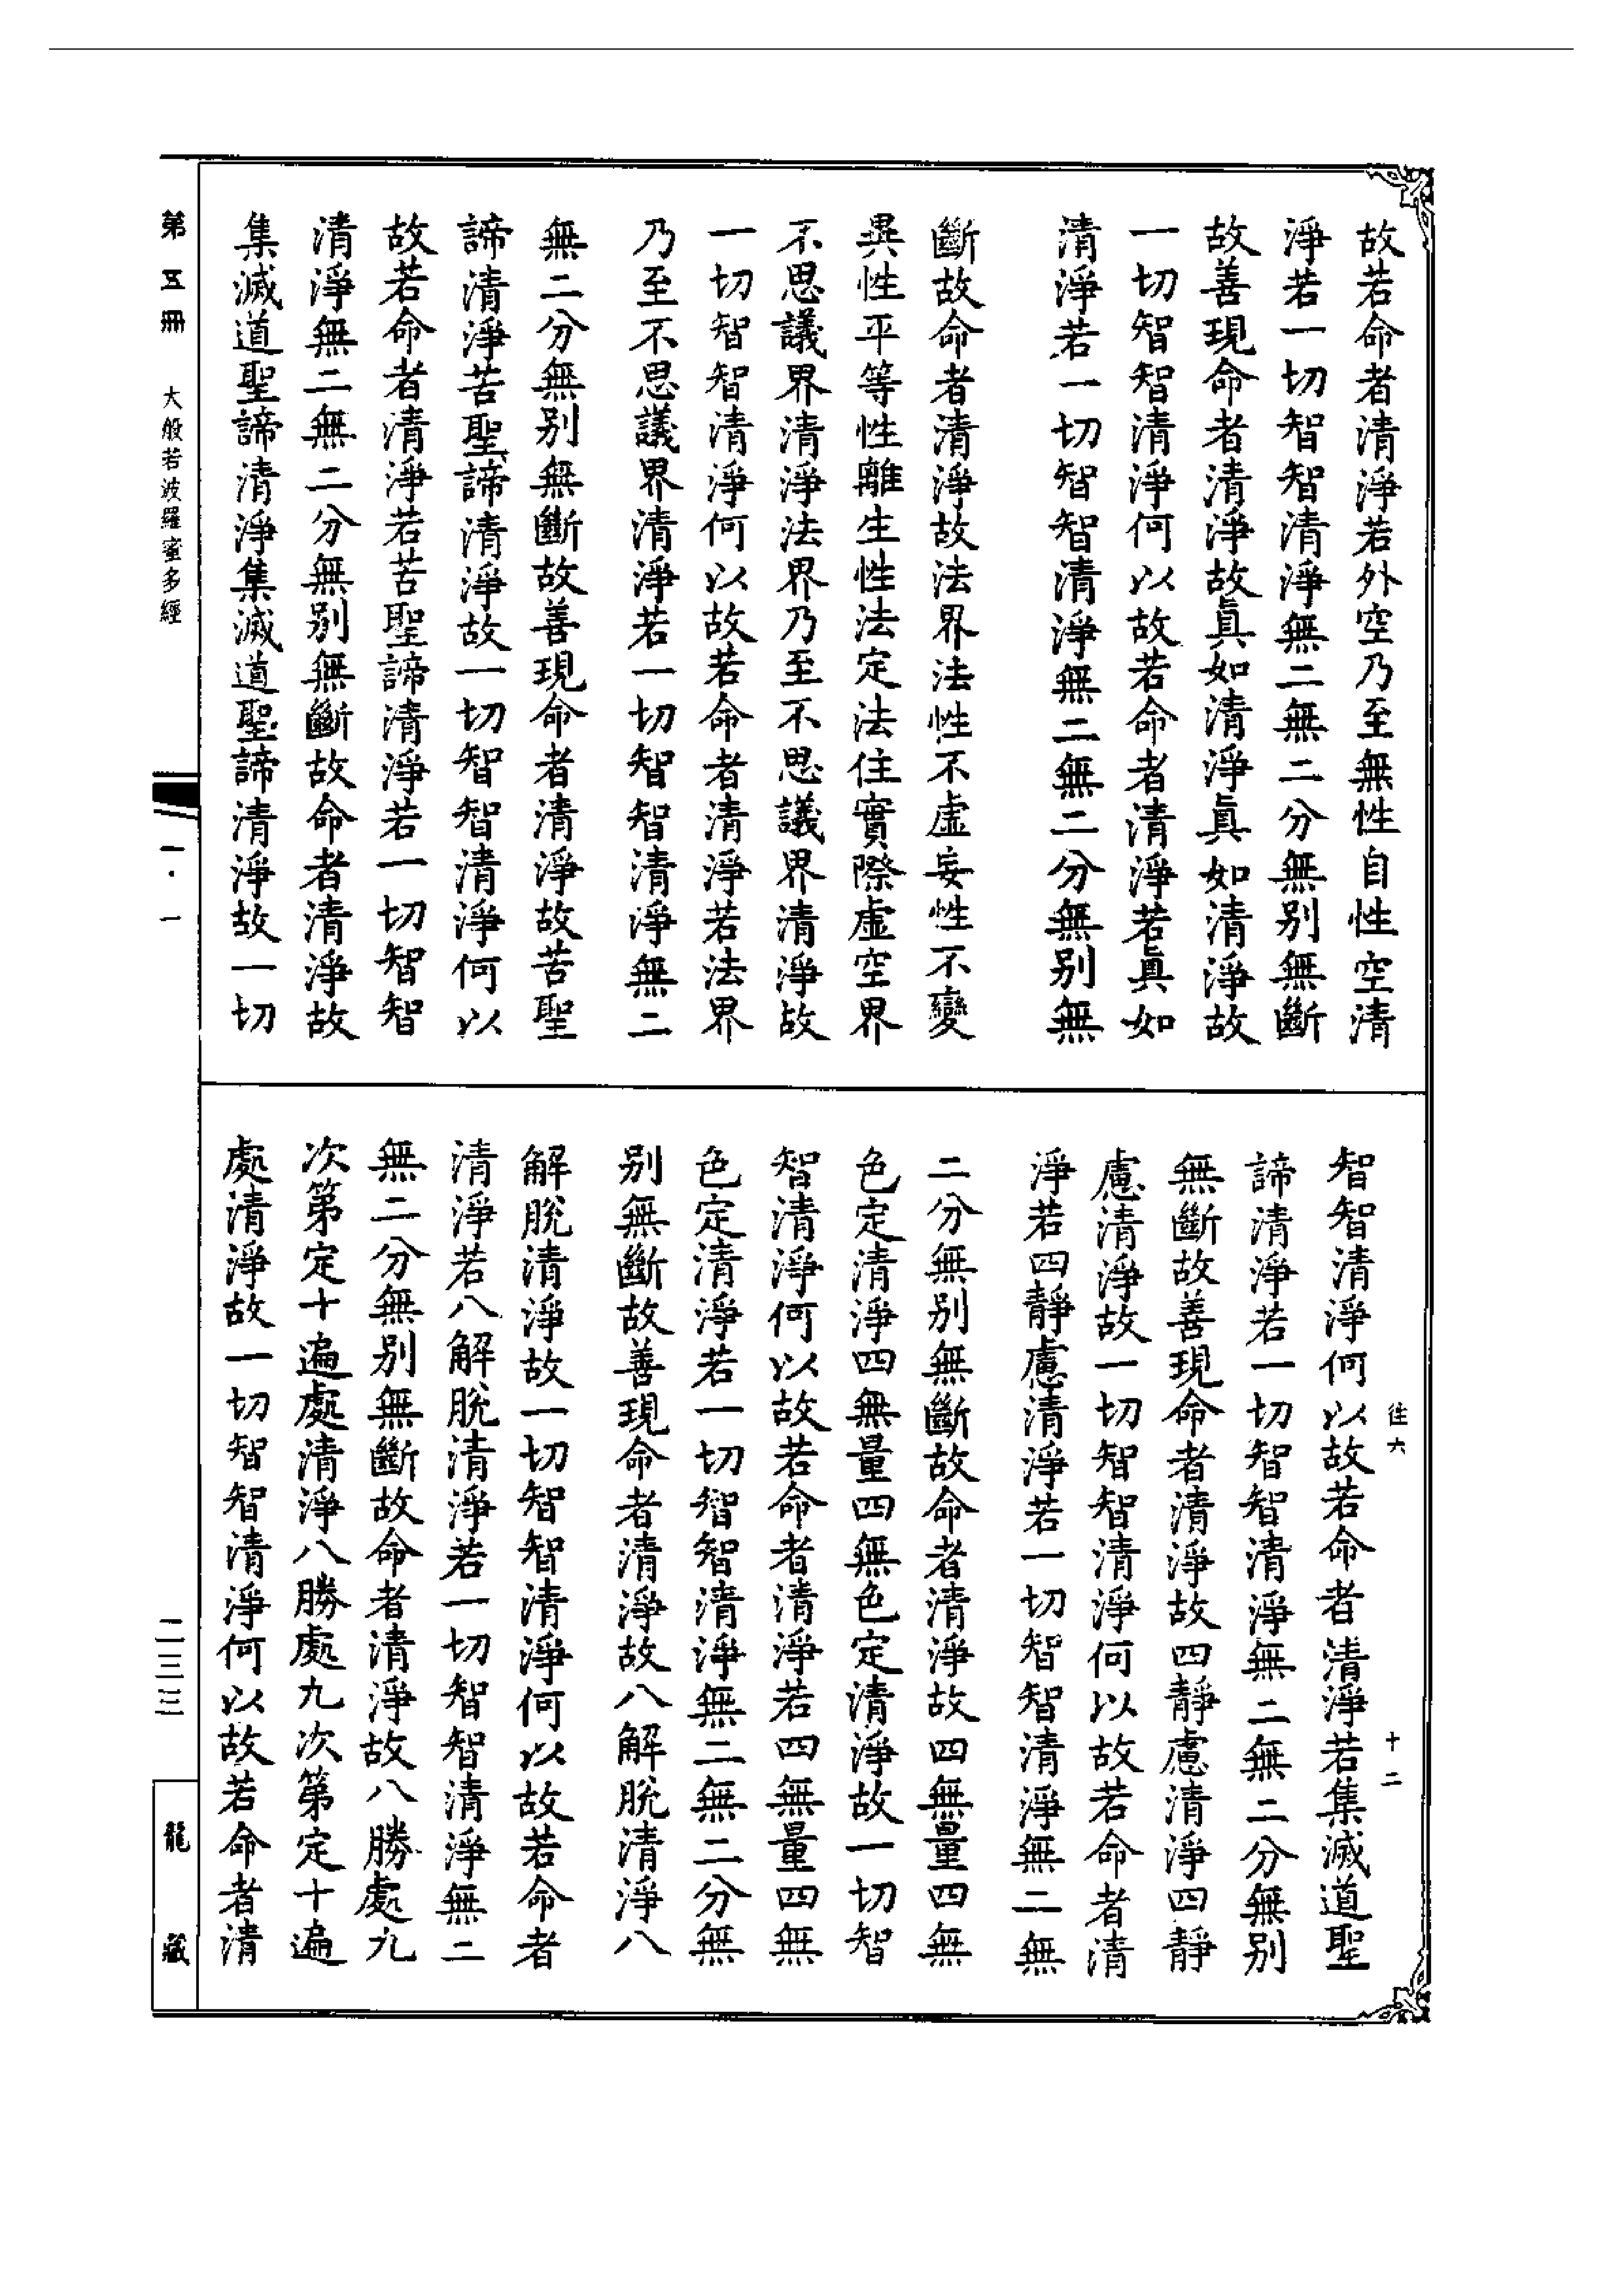 故若命者清淨若外空乃至無性自性空清
淨若一切智智清淨無二無二分無別無斷
故善現命者清淨故眞如清淨眞如清淨故
一切智智清淨何以故若命者清淨若眞如
清淨若一切智智清淨無二無二分無別無
斷故命者清淨故法界法性不虛妄性不變
異性平等性離生性法定法住實際虛空界
不思議界清淨法界乃至不思議界清淨故
一切智智清淨何以故若命者清淨若法界
乃至不思議界清淨若一切智智清淨無二
無二分無別無斷故善現命者清淨故苦聖
諦清淨苦聖諦清淨故一切智智清淨何以
故若命者清淨若苦聖諦清淨若一切智智
清淨無二無二分無別無斷故命者清淨故
集滅道聖諦清淨集滅道聖諦清淨故一切
智智清淨何以故若命者清淨若集滅道聖
諦清淨若一切智智清淨無二無二分無別
無斷故善現命者清淨故四靜慮清淨四靜
慮清淨故一切智智清淨何以故若命者清
淨若四靜慮清淨若一切智智清淨無二無
二分無別無斷故命者清淨故四無量四無
色定清淨四無量四無色定清淨故一切智
智清淨何以故若命者清淨若四無量四無
色定清淨若一切智智清淨無二無二分無
別無斷故善現命者清淨故八解脫清淨八
解脫清淨故一切智智清淨何以故若命者
清淨若八解脫清淨若一切智智清淨無二
無二分無別無斷故命者清淨故八勝處九
次第定十遍處清淨八勝處九次第定十遍
處清淨故一切智智清淨何以故若命者清
徃六
十二
第五冊
大般若波羅蜜多經
一·一
二三三
龍藏